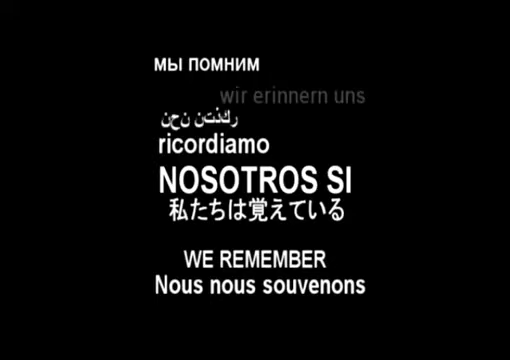 мы помним
wir erinnern uns
ركذتن نحن
ricordiamo
NOSOTROS SI
私たちは覚えている
WE REMEMBER
Nous nous souvenons